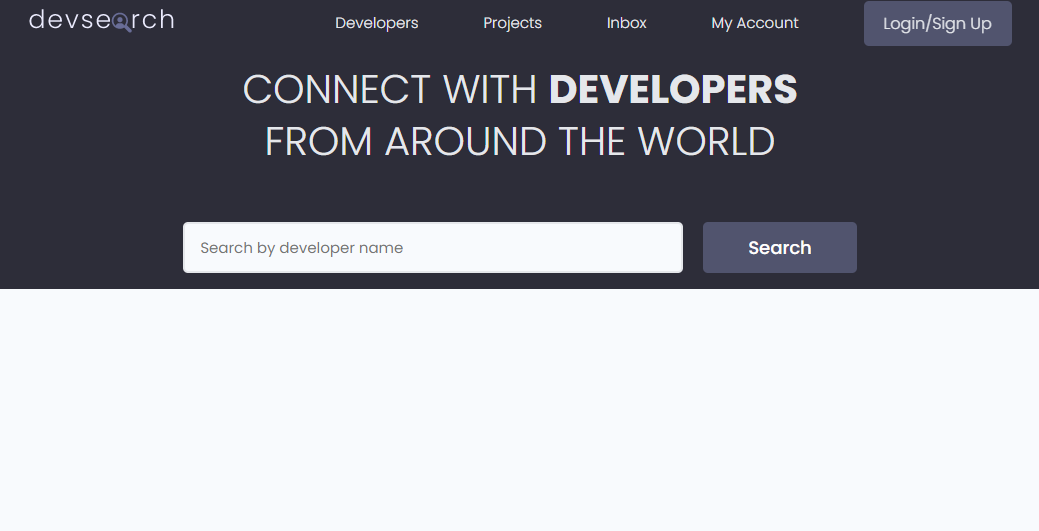 devsearch
Developers
Projects
Inbox
My Account
Login/Sign Up
CONNECT WITH DEVELOPERS
FROM AROUND THE WORLD
Search by developer name
Search